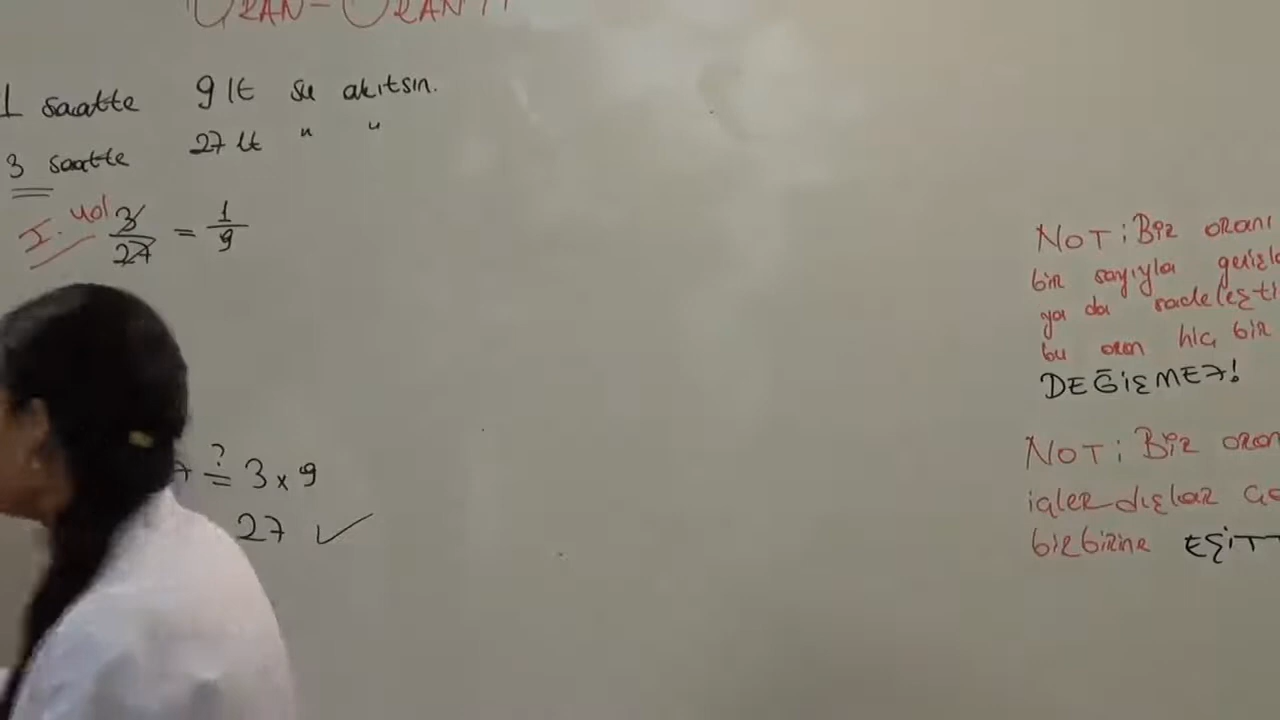 ORAN - ORANTI
1 saatte 9 lt su akıtsın.
3 saatte 27 lt " "
I. yol 3/27 = 1/9
? = 3 x 9
27 ✓
NOT: Bir oranı
bir sayıyla genişle
ya da sadeleşti
bu oran hiç bir
DEĞİŞMEZ!
NOT: Bir oran
içler-dışlar
birbirine EŞİT